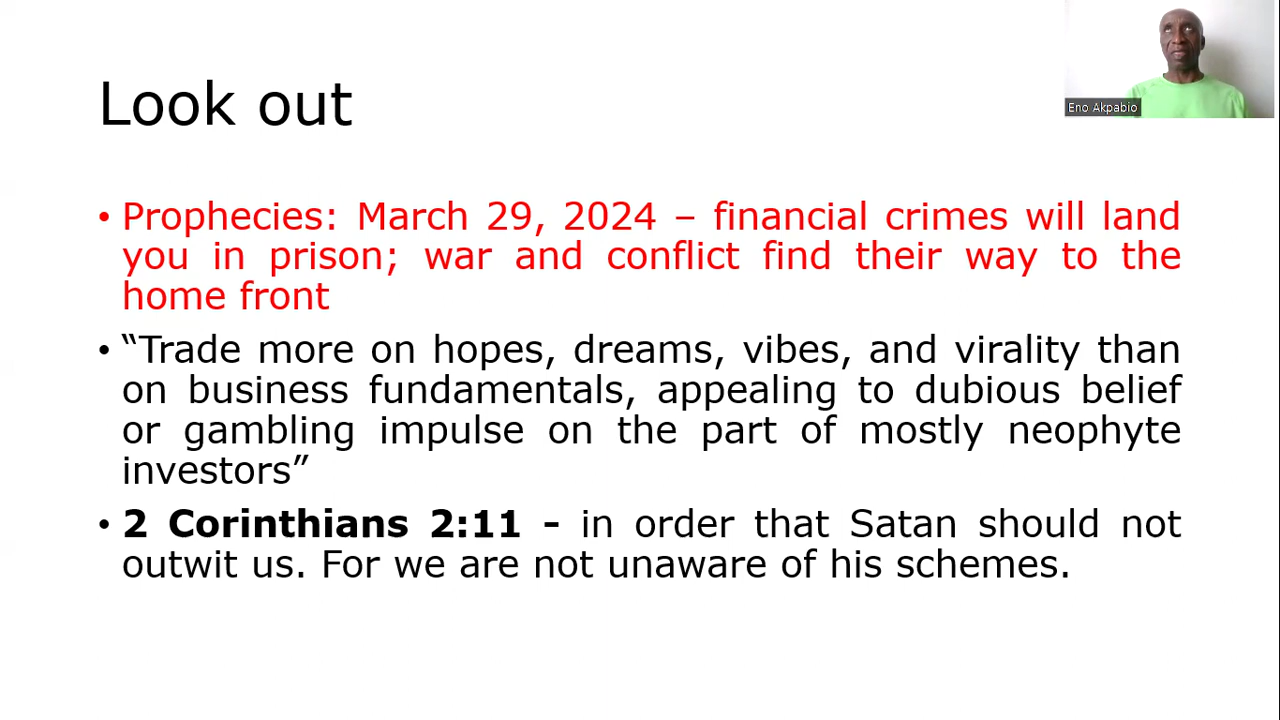 Look out
Eno Akpabio
• Prophecies: March 29, 2024 – financial crimes will land
you in prison; war and conflict find their way to the
home front
• “Trade more on hopes, dreams, vibes, and virality than
on business fundamentals, appealing to dubious belief
or gambling impulse on the part of mostly neophyte
investors”
• 2 Corinthians 2:11 – in order that Satan should not
outwit us. For we are not unaware of his schemes.